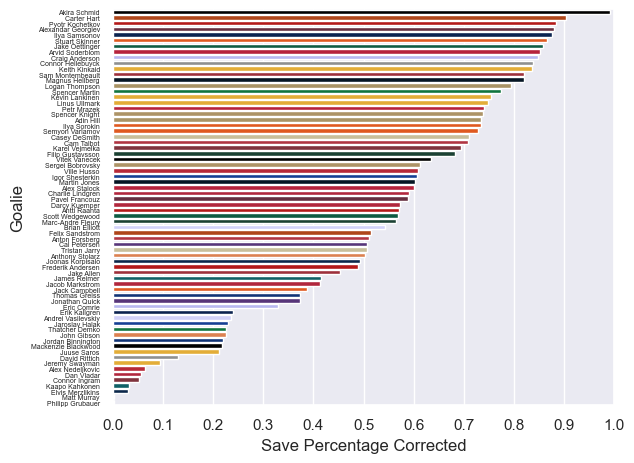 Akira Schmid
Carter Hart
Pyotr Kochetkov
Alexandar Georgiev
Ilya Samsonov
Stuart Skinner
Jake Oettinger
Arvid Soderblom
Craig Anderson
Connor Hellebuyck
Keith Kinkaid
Sam Montembeault
Magnus Hellberg
Logan Thompson
Spencer Martin
Kevin Lankinen
Linus Ullmark
Petr Mrazek
Spencer Knight
Adin Hill
Ilya Sorokin
Semyon Varlamov
Casey DeSmith
Cam Talbot
Karel Vejmelka
Filip Gustavsson
Vitek Vanecek
Sergei Bobrovsky
Ville Husso
Igor Shesterkin
Martin Jones
Alex Stalock
Charlie Lindgren
Pavel Francouz
Darcy Kuemper
Antti Raanta
Scott Wedgewood
Marc-Andre Fleury
Brian Elliott
Felix Sandstrom
Anton Forsberg
Cal Petersen
Tristan Jarry
Anthony Stolarz
Joonas Korpisalo
Frederik Andersen
Jake Allen
James Reimer
Jacob Markstrom
Jack Campbell
Thomas Greiss
Jonathan Quick
Eric Comrie
Erik Kallgren
Andrei Vasilevskiy
Jaroslav Halak
Thatcher Demko
John Gibson
Jordan Binnington
Mackenzie Blackwood
Juuse Saros
David Rittich
Jeremy Swayman
Alex Nedeljkovic
Dan Vladar
Connor Ingram
Kaapo Kahkonen
Elvis Merzlikins
Matt Murray
Philipp Grubauer
Goalie
0.0 0.1 0.2 0.3 0.4 0.5 0.6 0.7 0.8 0.9 1.0
Save Percentage Corrected